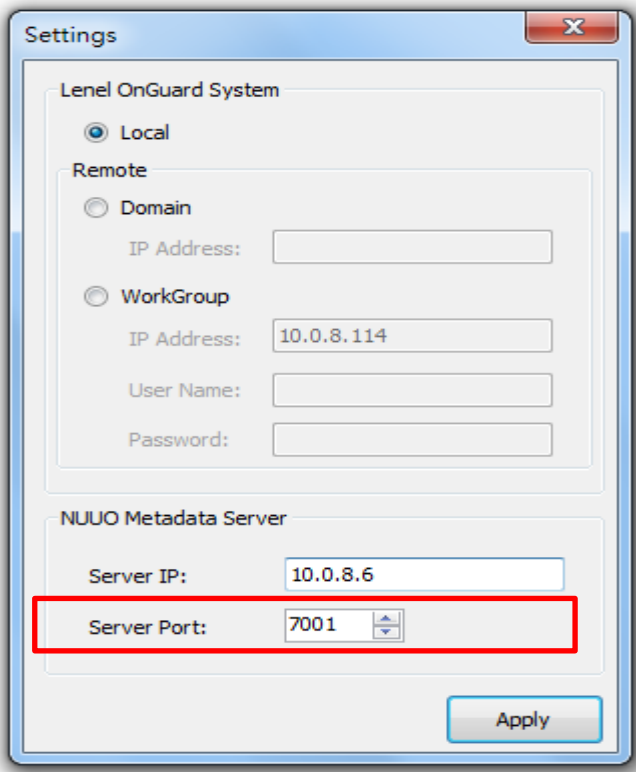 Settings
Lenel OnGuard System
Local
Remote
Domain
IP Address:
WorkGroup
IP Address: 10.0.8.114
User Name:
Password:
NUUO Metadata Server
Server IP: 10.0.8.6
Server Port: 7001
Apply